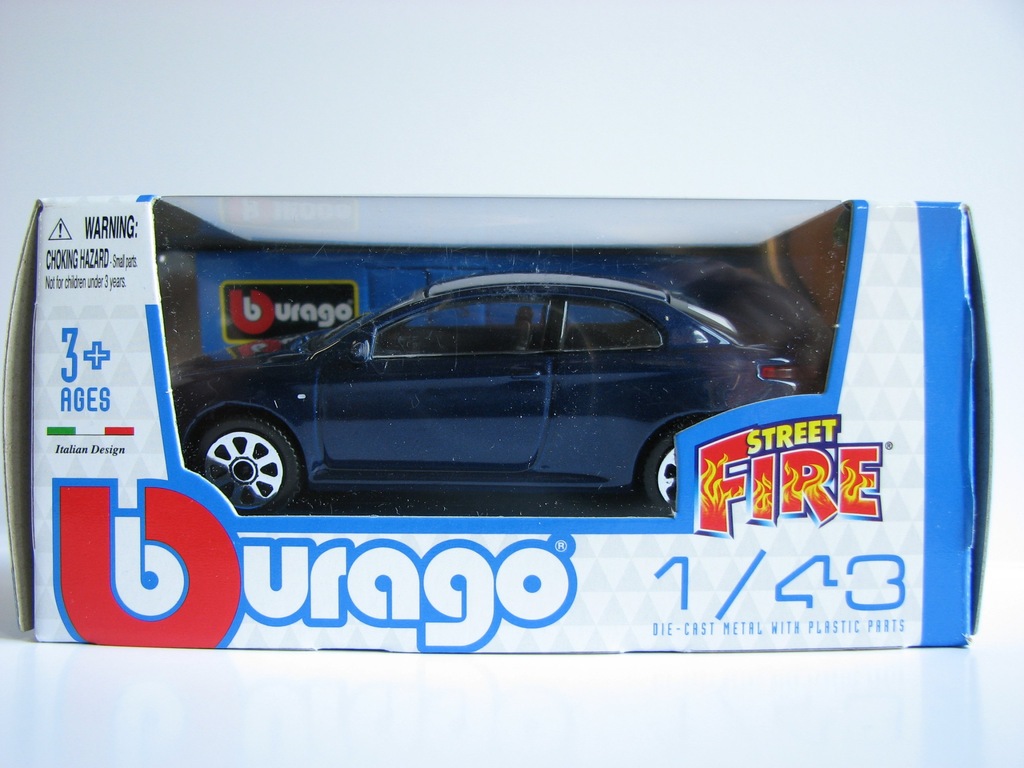 WARNING:
CHOKING HAZARD - Small parts.
Not for children under 3 years.
3+
AGES
Italian Design
burago
STREET
FIRE®
burago®
1/43
DIE-CAST METAL WITH PLASTIC PARTS